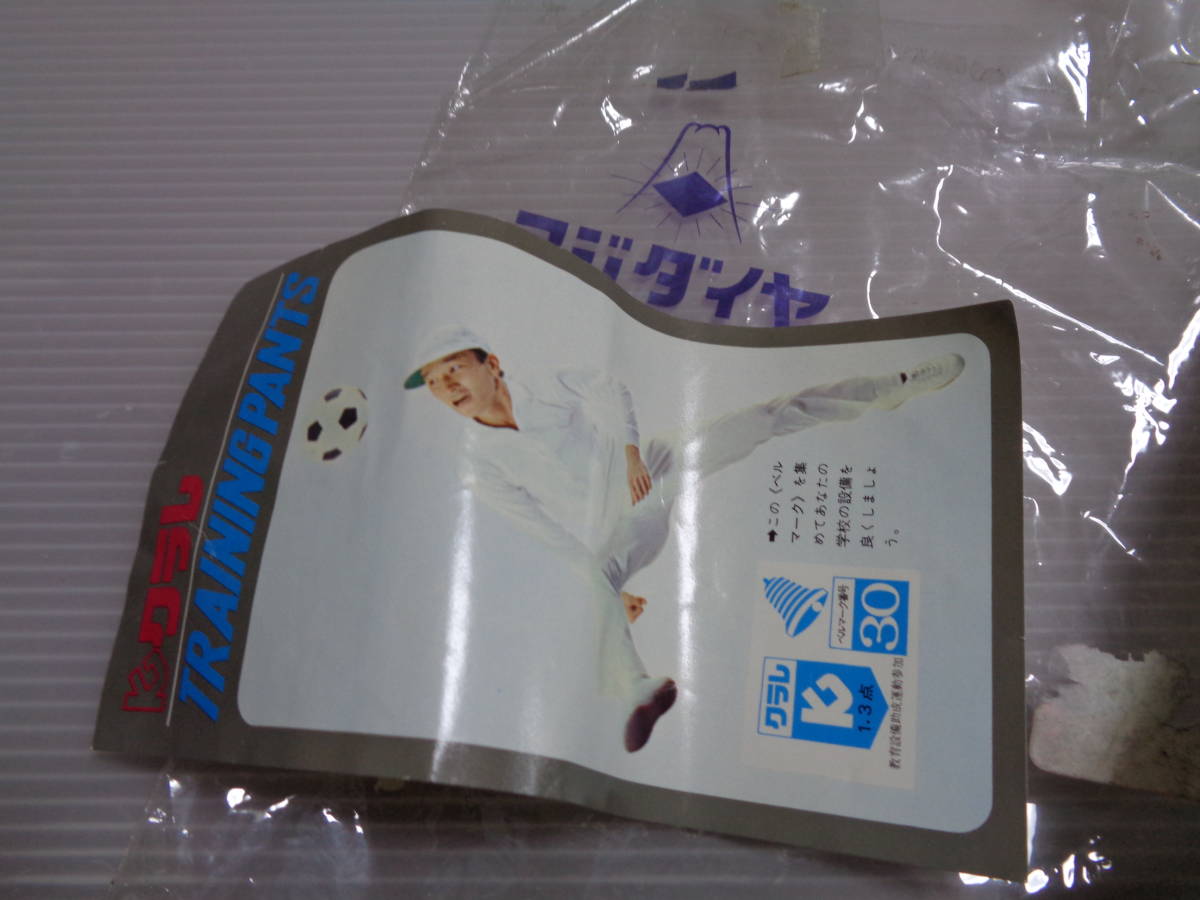 フジダイヤ
クラレ
TRAINING PANTS
➡この《ベル
マーク》を集
めてあなたの
学校の設備を
良くしましょ
う。
ベルマーク番号
30
クラレ
K
1.3点
教育設備助成運動参加